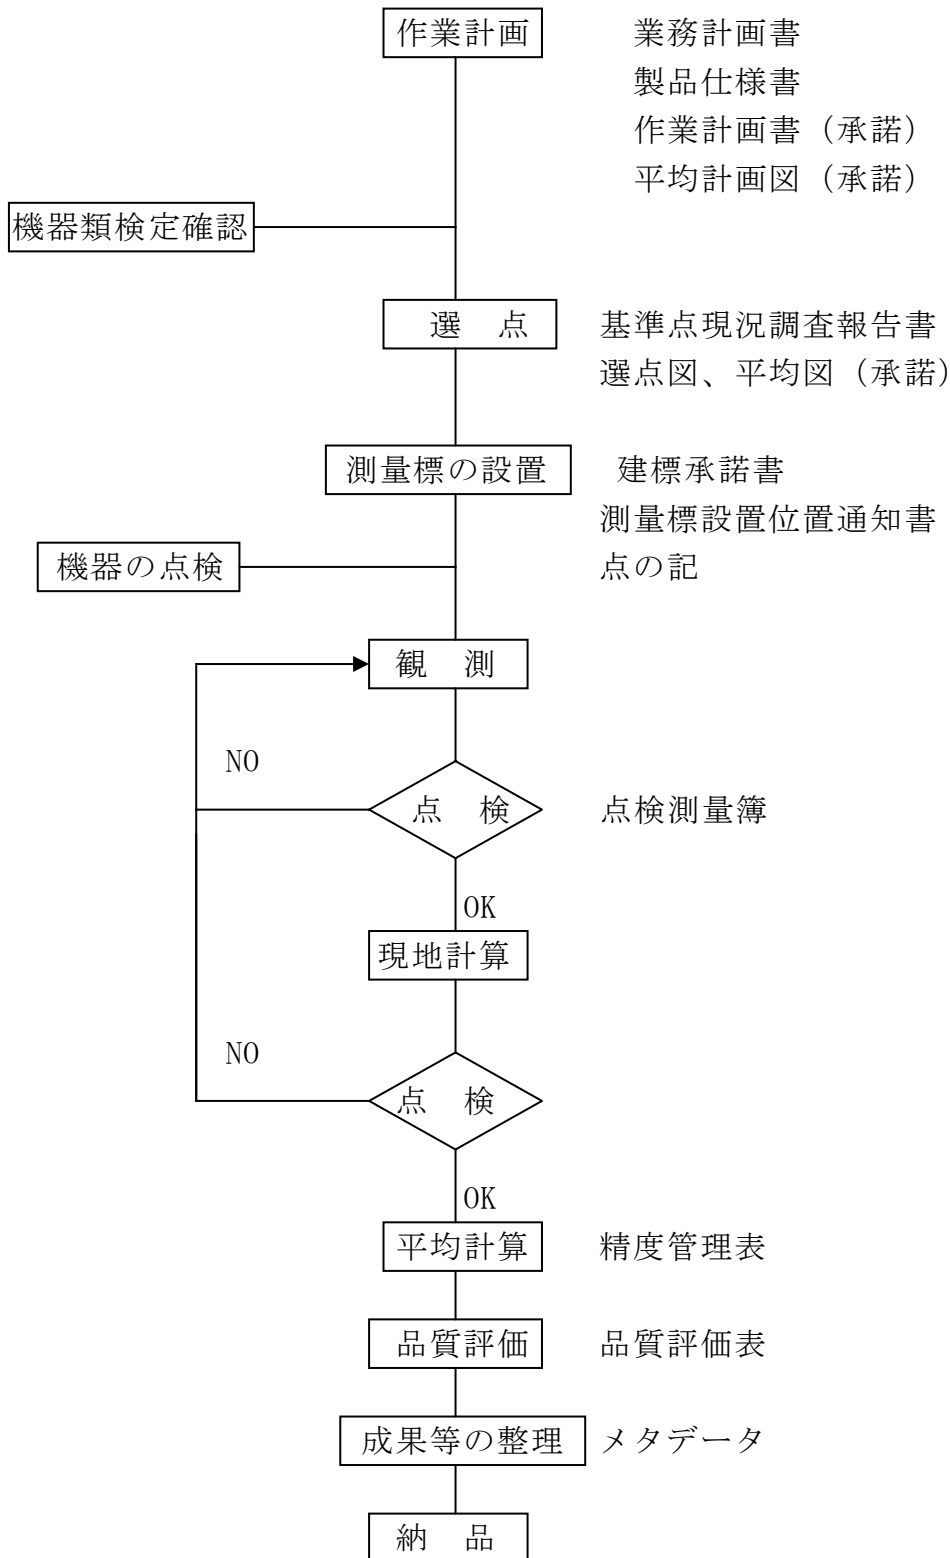 作業計画 業務計画書
製品仕様書
作業計画書（承諾）
平均計画図（承諾）
機器類検定確認
選 点 基準点現況調査報告書
選点図、平均図（承諾）
測量標の設置 建標承諾書
測量標設置位置通知書
機器の点検 点の記
観 測
NO
点 検 点検測量簿
OK
現地計算
NO
点 検
OK
平均計算 精度管理表
品質評価 品質評価表
成果等の整理 メタデータ
納 品